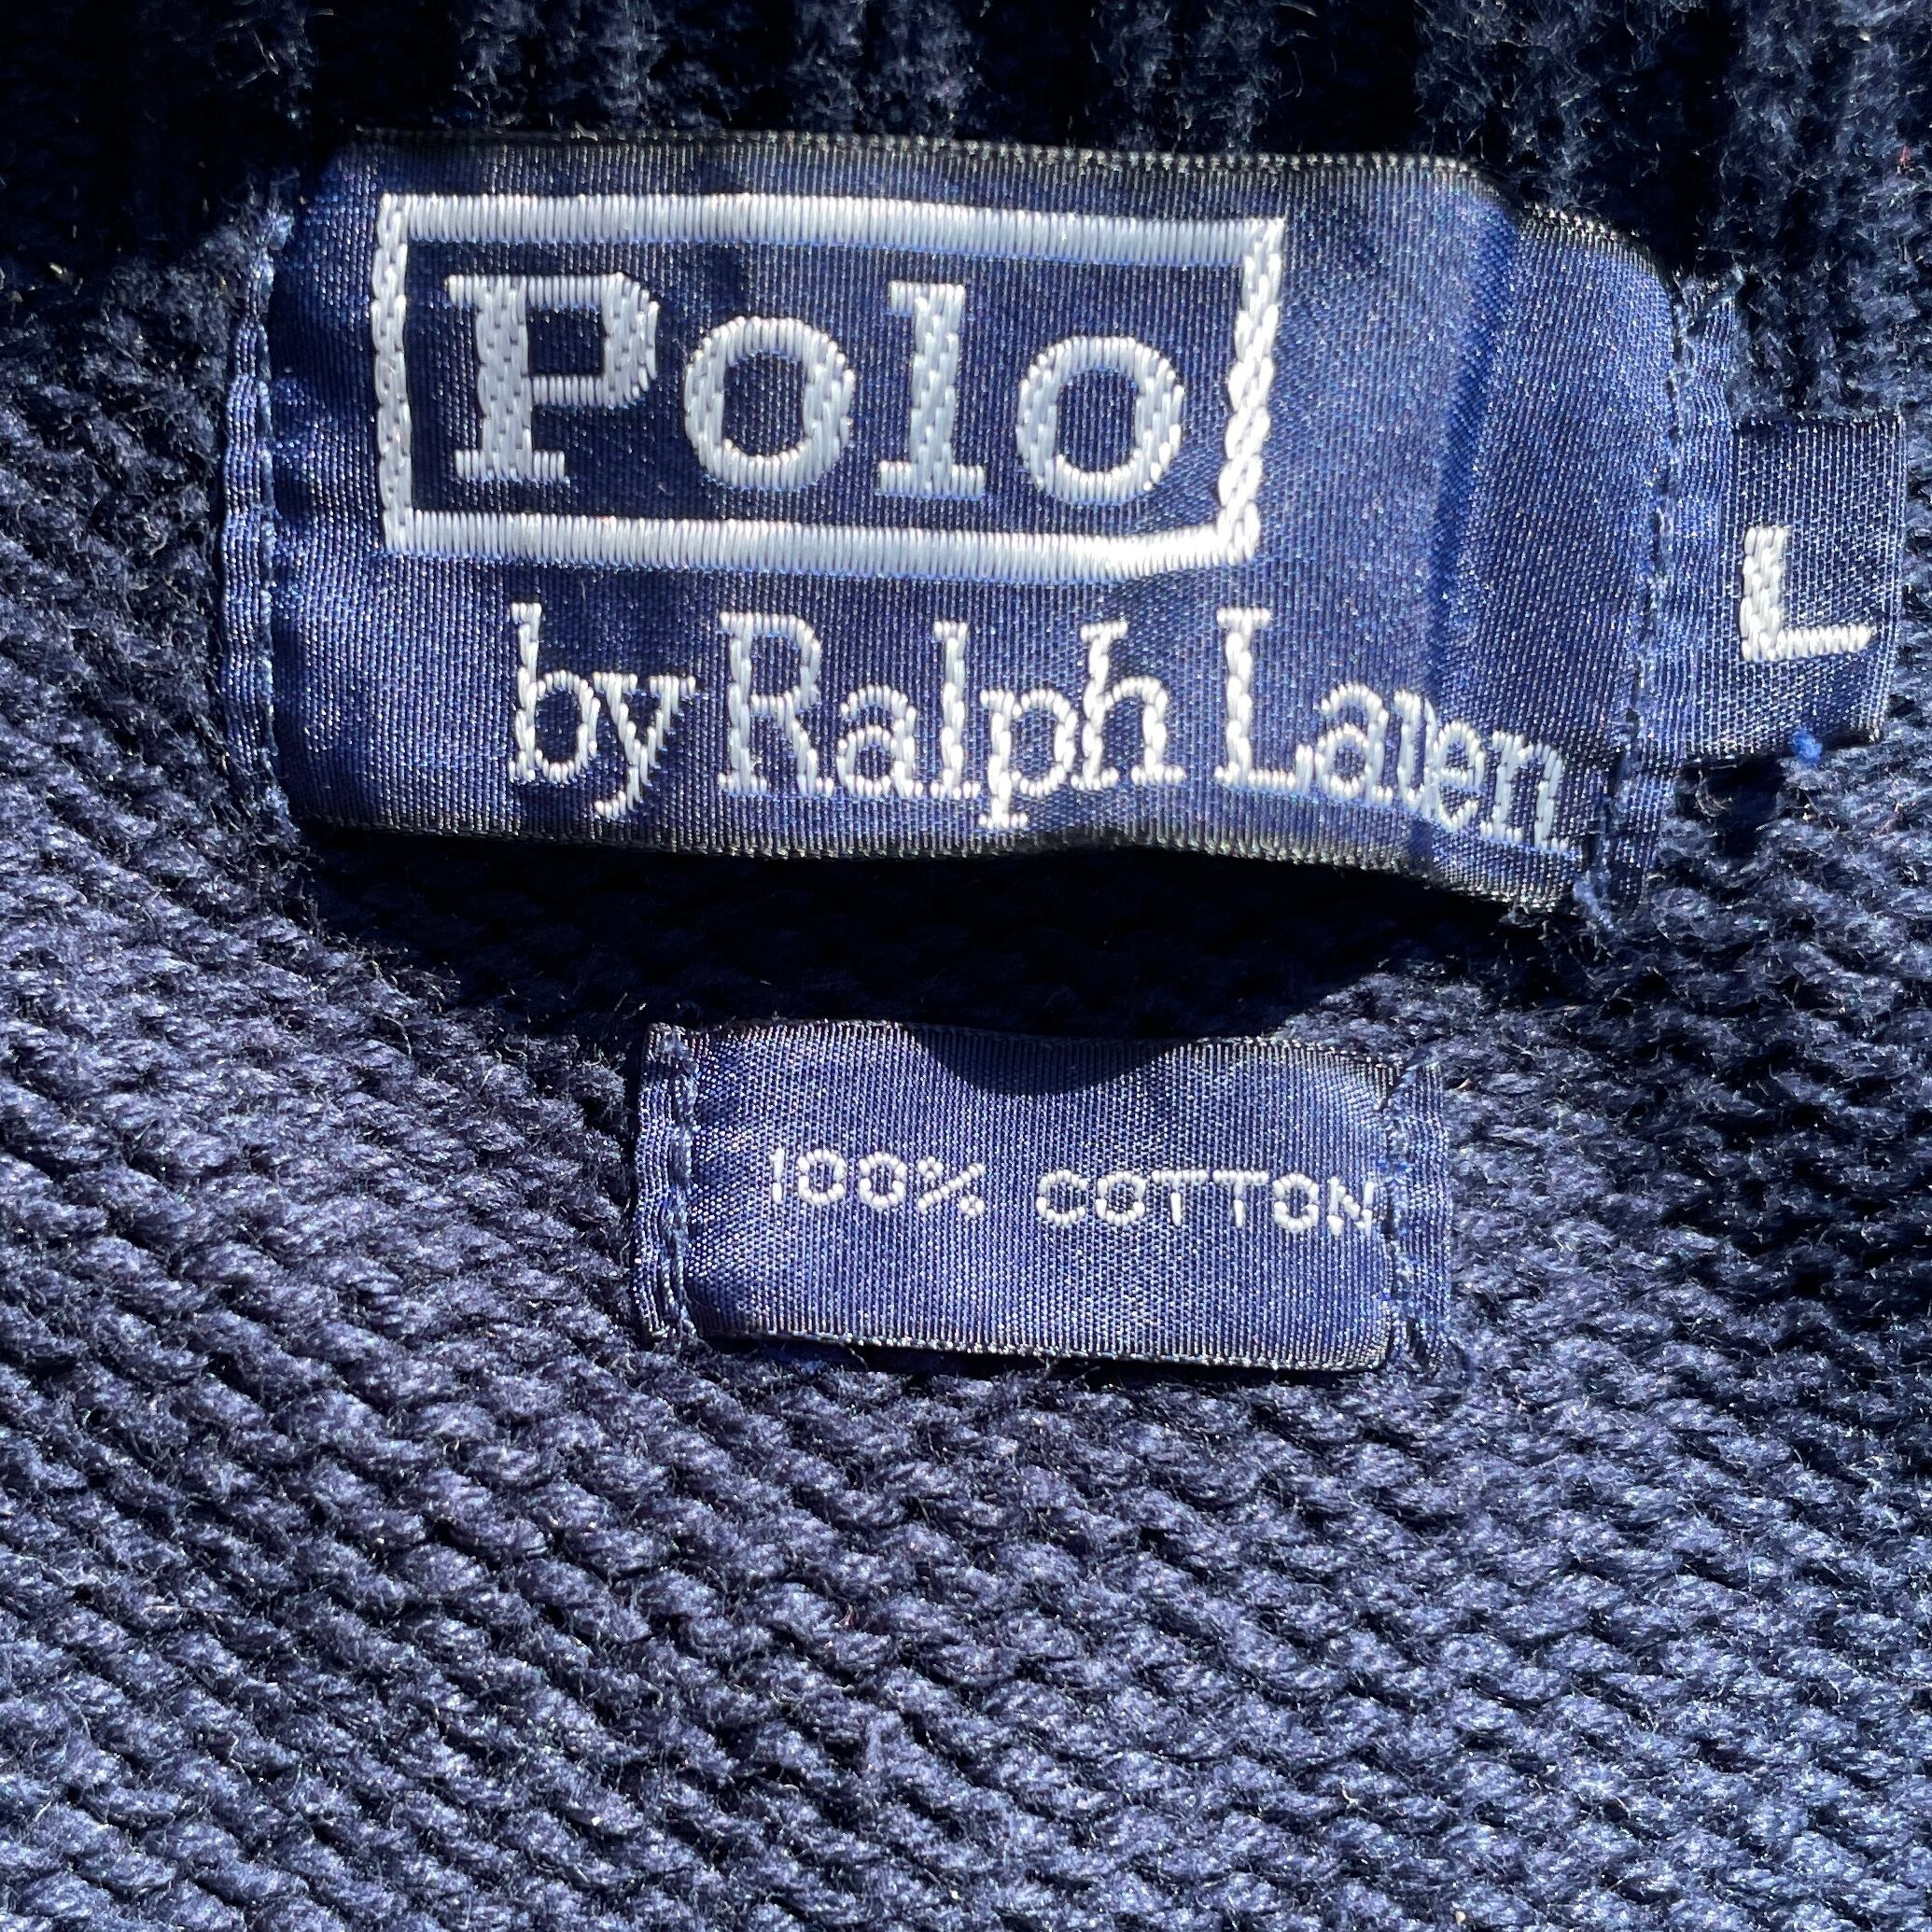 Polo
by Ralph Lauren
L
100% COTTON